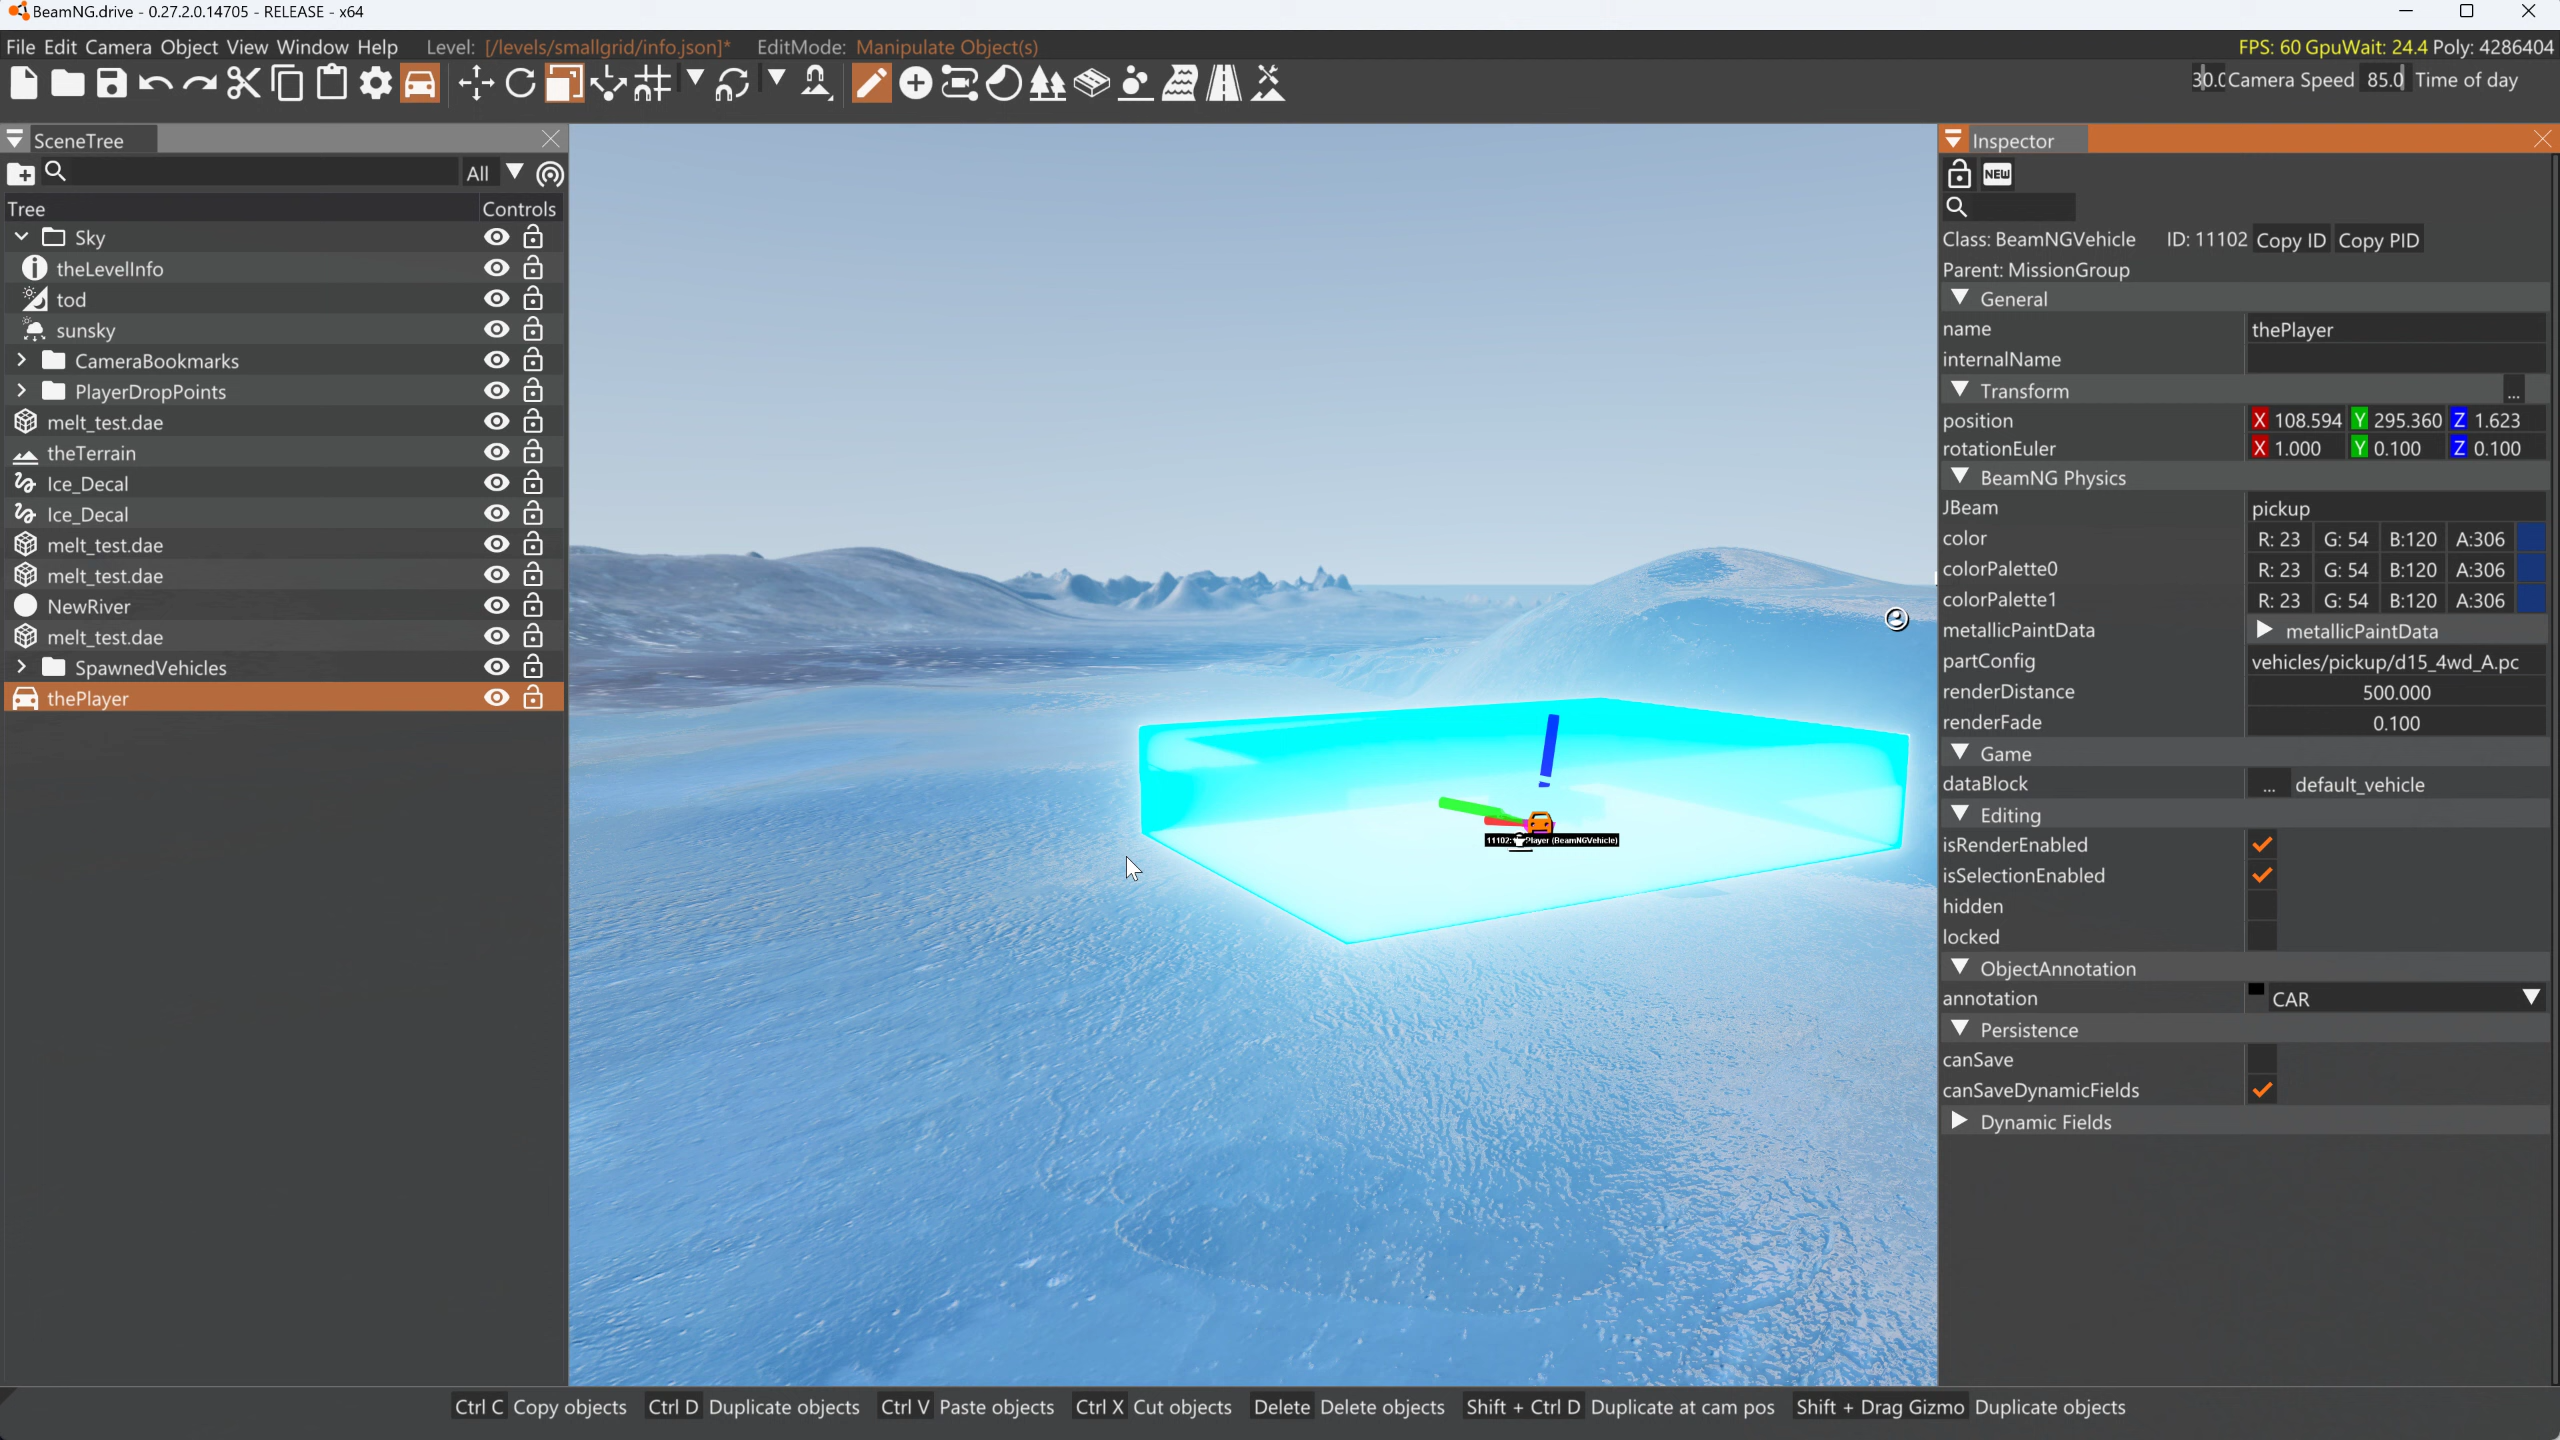 BeamNG.drive - 0.27.2.0.14705 - RELEASE - x64
File Edit Camera Object View Window Help Level: [/levels/smallgrid/info.json]* EditMode: Manipulate Object(s) FPS: 60 GpuWait: 24.4 Poly: 4286404
30.0 Camera Speed 85.0 Time of day
SceneTree
All
Tree Controls
Sky
theLevelInfo
tod
sunsky
CameraBookmarks
PlayerDropPoints
melt_test.dae
theTerrain
Ice_Decal
Ice_Decal
melt_test.dae
melt_test.dae
NewRiver
melt_test.dae
SpawnedVehicles
thePlayer
11102: Player (BeamNGVehicle)
Inspector
NEW
Class: BeamNGVehicle ID: 11102 Copy ID Copy PID
Parent: MissionGroup
General
name thePlayer
internalName
Transform ...
position X 108.594 Y 295.360 Z 1.623
rotationEuler X 1.000 Y 0.100 Z 0.100
BeamNG Physics
JBeam pickup
color R: 23 G: 54 B:120 A:306
colorPalette0 R: 23 G: 54 B:120 A:306
colorPalette1 R: 23 G: 54 B:120 A:306
metallicPaintData metallicPaintData
partConfig vehicles/pickup/d15_4wd_A.pc
renderDistance 500.000
renderFade 0.100
Game
dataBlock ... default_vehicle
Editing
isRenderEnabled
isSelectionEnabled
hidden
locked
ObjectAnnotation
annotation CAR
Persistence
canSave
canSaveDynamicFields
Dynamic Fields
Ctrl C Copy objects Ctrl D Duplicate objects Ctrl V Paste objects Ctrl X Cut objects Delete Delete objects Shift + Ctrl D Duplicate at cam pos Shift + Drag Gizmo Duplicate objects